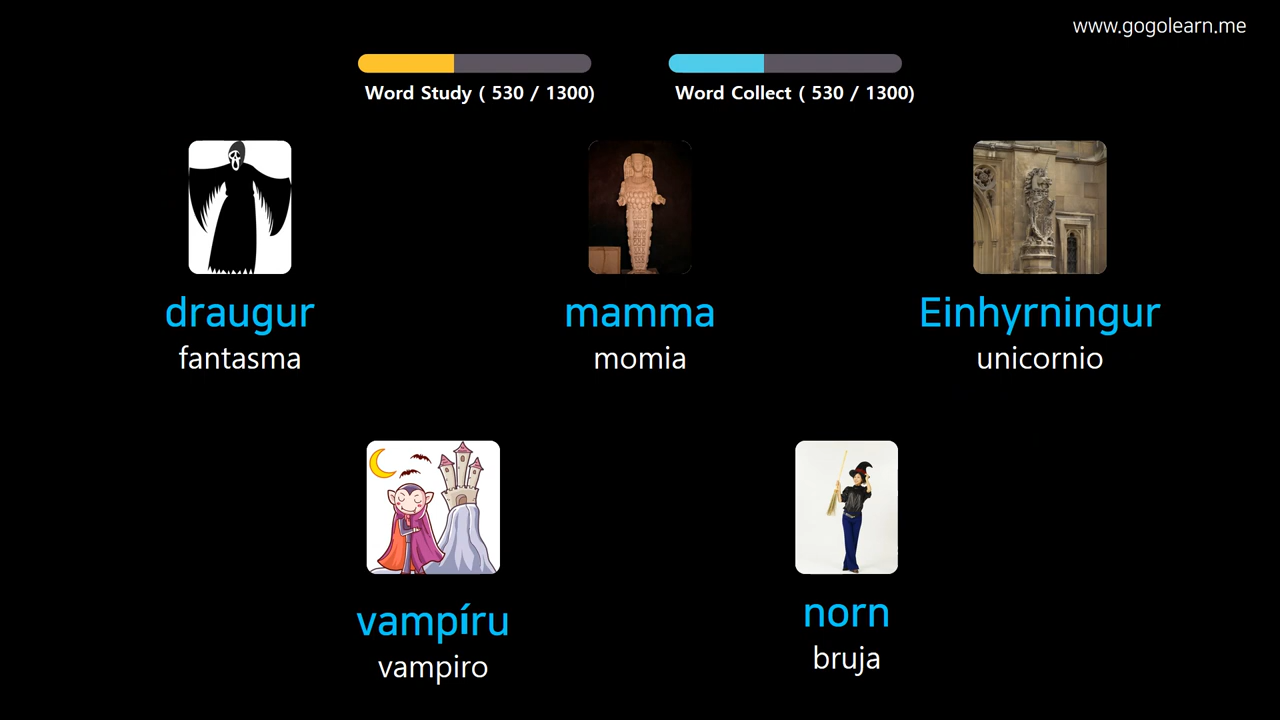 www.gogolearn.me
Word Study ( 530 / 1300)
Word Collect ( 530 / 1300)
draugur
fantasma
mamma
momia
Einhyrningur
unicornio
vampíru
vampiro
norn
bruja